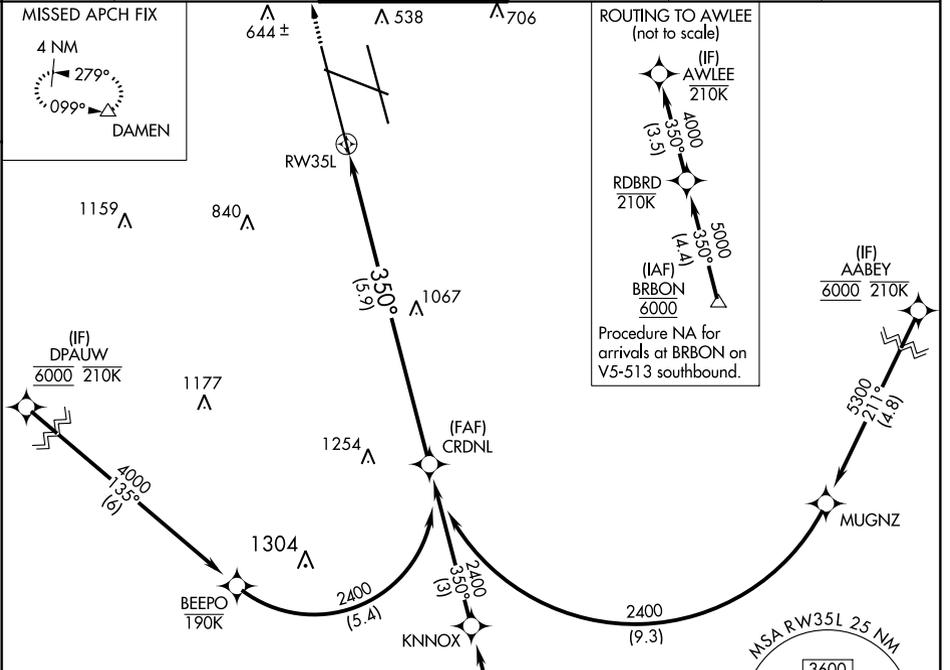 MISSED APCH FIX
4 NM
279°
099°
DAMEN
644 ±
538
706
RW35L
1159
840
350°
(5.9)
1067
ROUTING TO AWLEE
(not to scale)
(IF)
AWLEE
210K
4000
350°
(3.5)
RDBRD
210K
5000
350°
(4.4)
(IAF)
BRBON
6000
Procedure NA for
arrivals at BRBON on
V5-513 southbound.
(IF)
AABEY
6000 210K
5300
211°
(4.8)
MUGNZ
(IF)
DPAUW
6000 210K
1177
4000
135°
(6)
1254
(FAF)
CRDNL
1304
BEEPO
190K
2400
(5.4)
2400
350°
(3)
KNNOX
2400
(9.3)
MSA RW35L 25 NM
3600